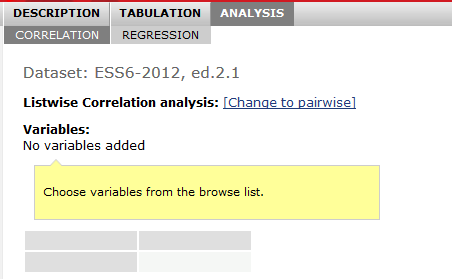 DESCRIPTION TABULATION ANALYSIS
CORRELATION REGRESSION
Dataset: ESS6-2012, ed.2.1
Listwise Correlation analysis: [Change to pairwise]
Variables:
No variables added
Choose variables from the browse list.